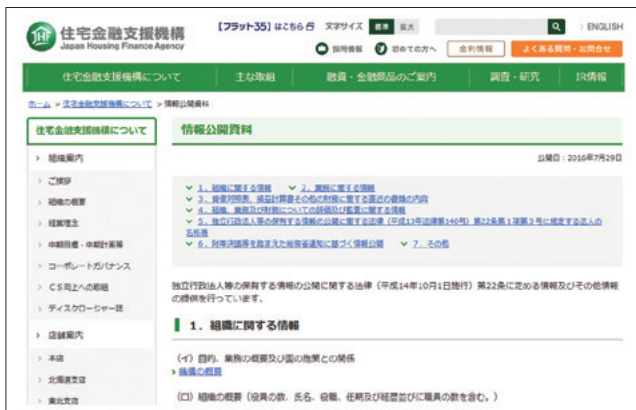 住宅金融支援機構
Japan Housing Finance Agency
【フラット35】はこちら
文字サイズ 標準 拡大
ENGLISH
採用情報 初めての方へ 金利情報 よくある質問・お問合せ
住宅金融支援機構について 主な取組 融資・金融商品のご案内 調査・研究 IR情報
ホーム > 住宅金融支援機構について > 情報公開資料
住宅金融支援機構について
組織案内
ご挨拶
組織の概要
経営理念
中期目標・中期計画等
コーポレートガバナンス
CS向上への取組
ディスクロージャー誌
店舗案内
本店
北海道支店
東北支店
情報公開資料
公開日：2016年7月29日
1．組織に関する情報 2．業務に関する情報
3．貸借対照表、損益計算書その他の財務に関する直近の書類の内容
4．組織、業務及び財務についての評価及び監査に関する情報
5．独立行政法人等の保有する情報の公開に関する法律（平成13年法律第140号）第22条第1項第3号に規定する法人の
名称等
6．閣議決定等を踏まえた総務省通知に基づく情報公開 7．その他
独立行政法人等の保有する情報の公開に関する法律（平成14年10月1日施行）第22条に定める情報及びその他情報
の提供を行っています。
1．組織に関する情報
（イ）目的、業務の概要及び国の施策との関係
機構の概要
（ロ）組織の概要（役員の数、氏名、役職、任期及び経歴並びに職員の数を含む。）